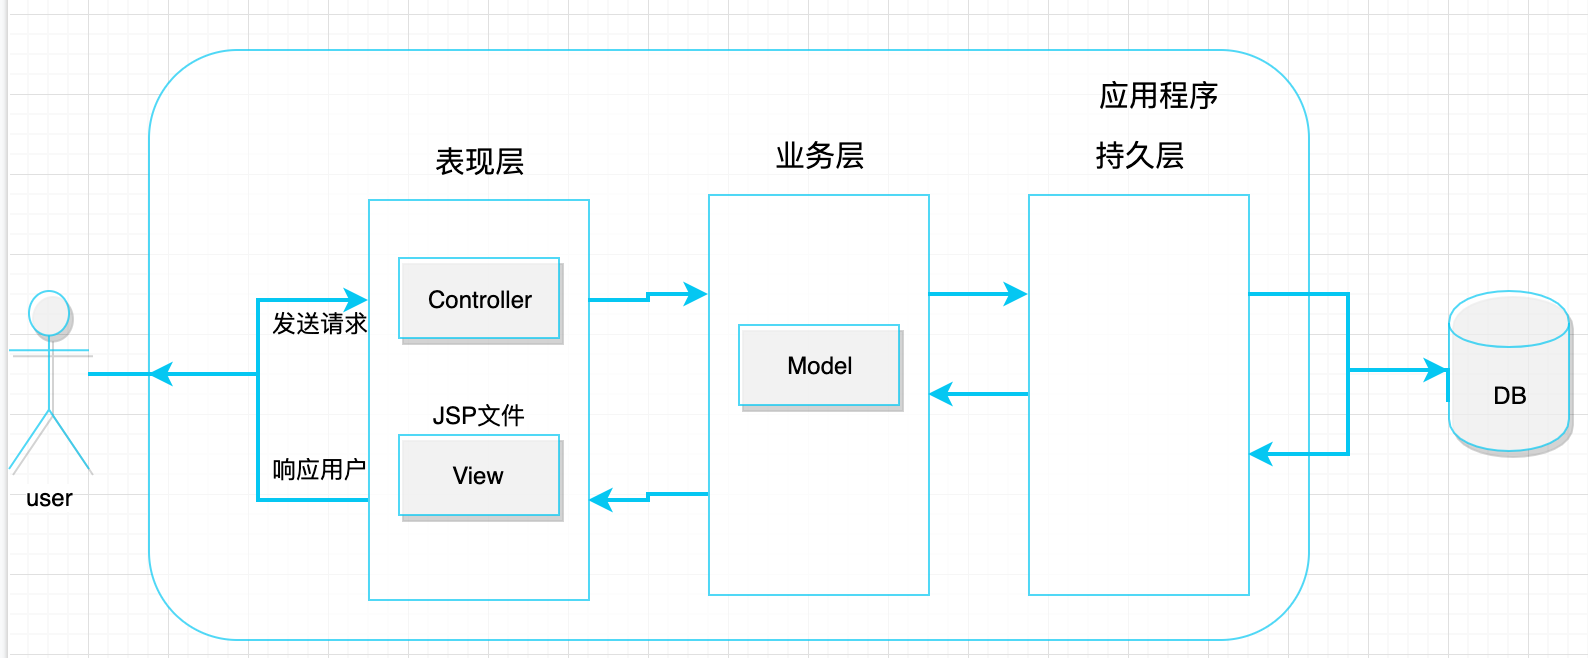 应用程序
表现层
业务层
持久层
Controller
发送请求
Model
DB
JSP文件
响应用户
View
user